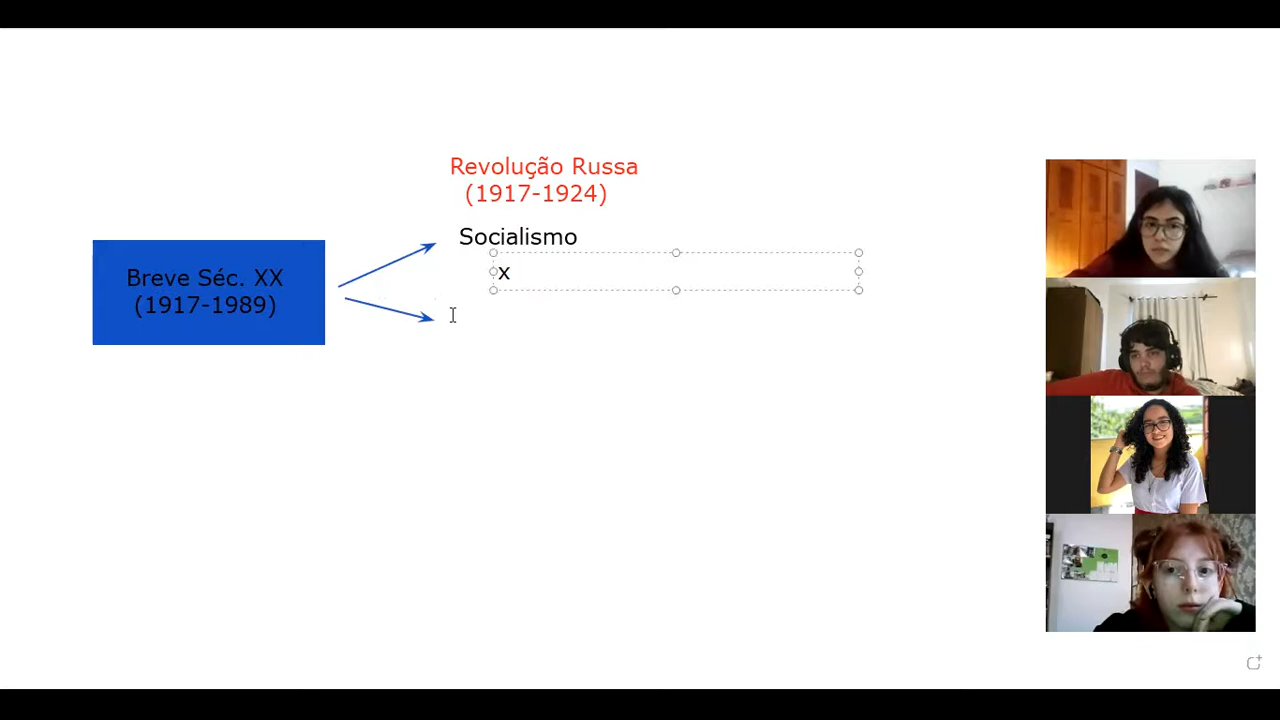 Revolução Russa
(1917-1924)
Socialismo
x
Breve Séc. XX
(1917-1989)